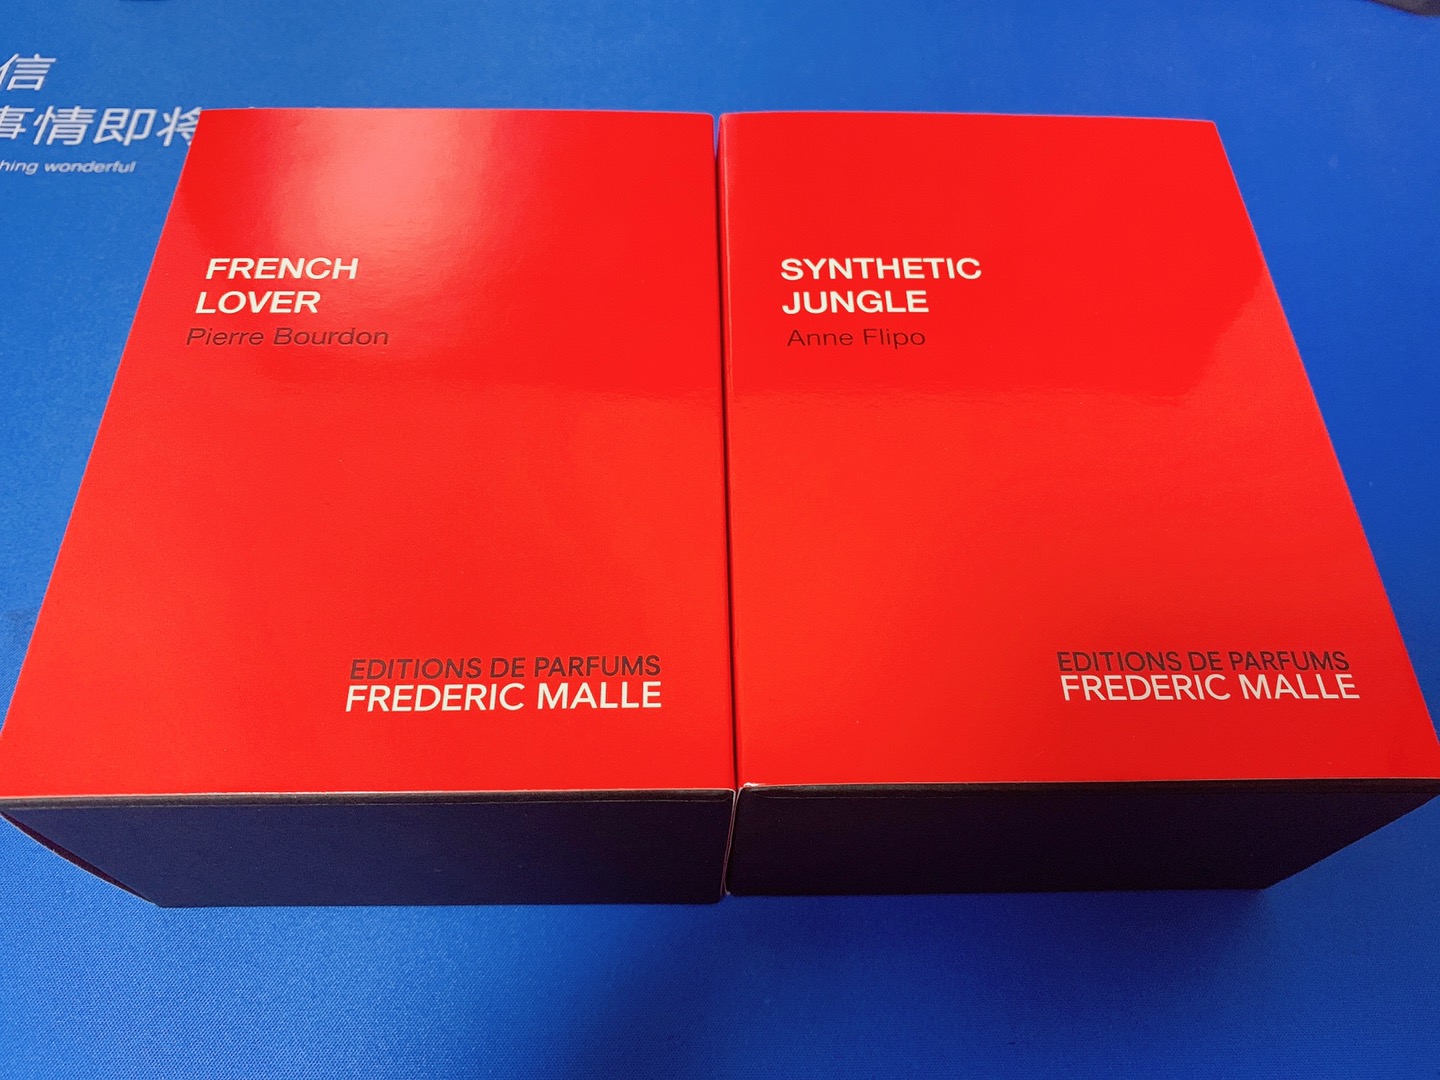 信
事情即将
hing wonderful
FRENCH
LOVER
Pierre Bourdon
EDITIONS DE PARFUMS
FREDERIC MALLE
SYNTHETIC
JUNGLE
Anne Flipo
EDITIONS DE PARFUMS
FREDERIC MALLE